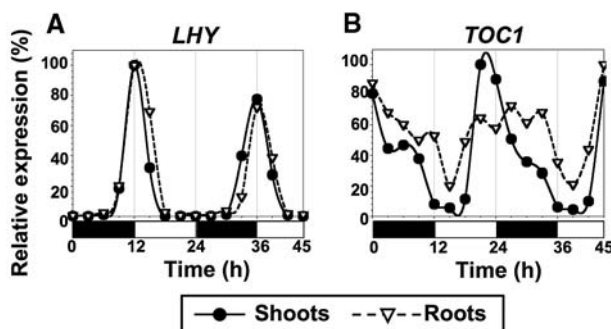 A LHY
B TOC1
Relative expression (%)
100
80
60
40
20
0
0 12 24 36 45
Time (h)
100
80
60
40
20
0
0 12 24 36 45
Time (h)
Shoots Roots